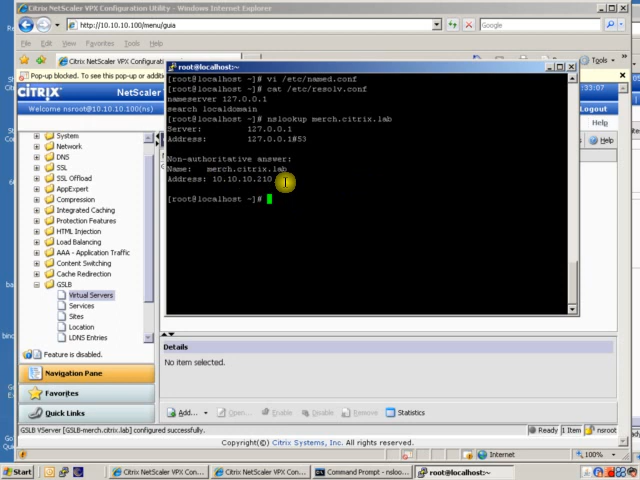 Citrix NetScaler VPX Configuration Utility - Windows Internet Explorer
http://10.10.10.100/menu/guia
Google
File Edit View Favorites Tools Help
Citrix NetScaler VPX Configurati
Tools
Pop-up blocked. To see this pop-up or additi
CITRIX
NetScaler
:33:07
Welcome nsroot@10.10.10.100(ns)
Logout
Help
Help
System
Network
DNS
SSL
SSL Offload
AppExpert
Compression
Integrated Caching
Protection Features
HTML Injection
Load Balancing
AAA - Application Traffic
Content Switching
Cache Redirection
GSLB
Virtual Servers
Services
Sites
Location
LDNS Entries
Feature is disabled.
Navigation Pane
Favorites
Quick Links
root@localhost:~
[root@localhost ~]# vi /etc/named.conf
[root@localhost ~]# cat /etc/resolv.conf
nameserver 127.0.0.1
search localdomain
[root@localhost ~]# nslookup merch.citrix.lab
Server: 127.0.0.1
Address: 127.0.0.1#53
Non-authoritative answer:
Name: merch.citrix.lab
Address: 10.10.10.210
[root@localhost ~]#
Details
No item selected.
Add... Open... Enable Disable Remove Statistics
GSLB VServer [GSLB-merch.citrix.lab] configured successfully.
Ready 1 Item nsroot
Copyright(©) Citrix Systems, Inc. All rights reserved.
Internet 100%
Start Citrix NetScaler VPX Con... Citrix NetScaler VPX Con... Command Prompt - nsloo... root@localhost:~